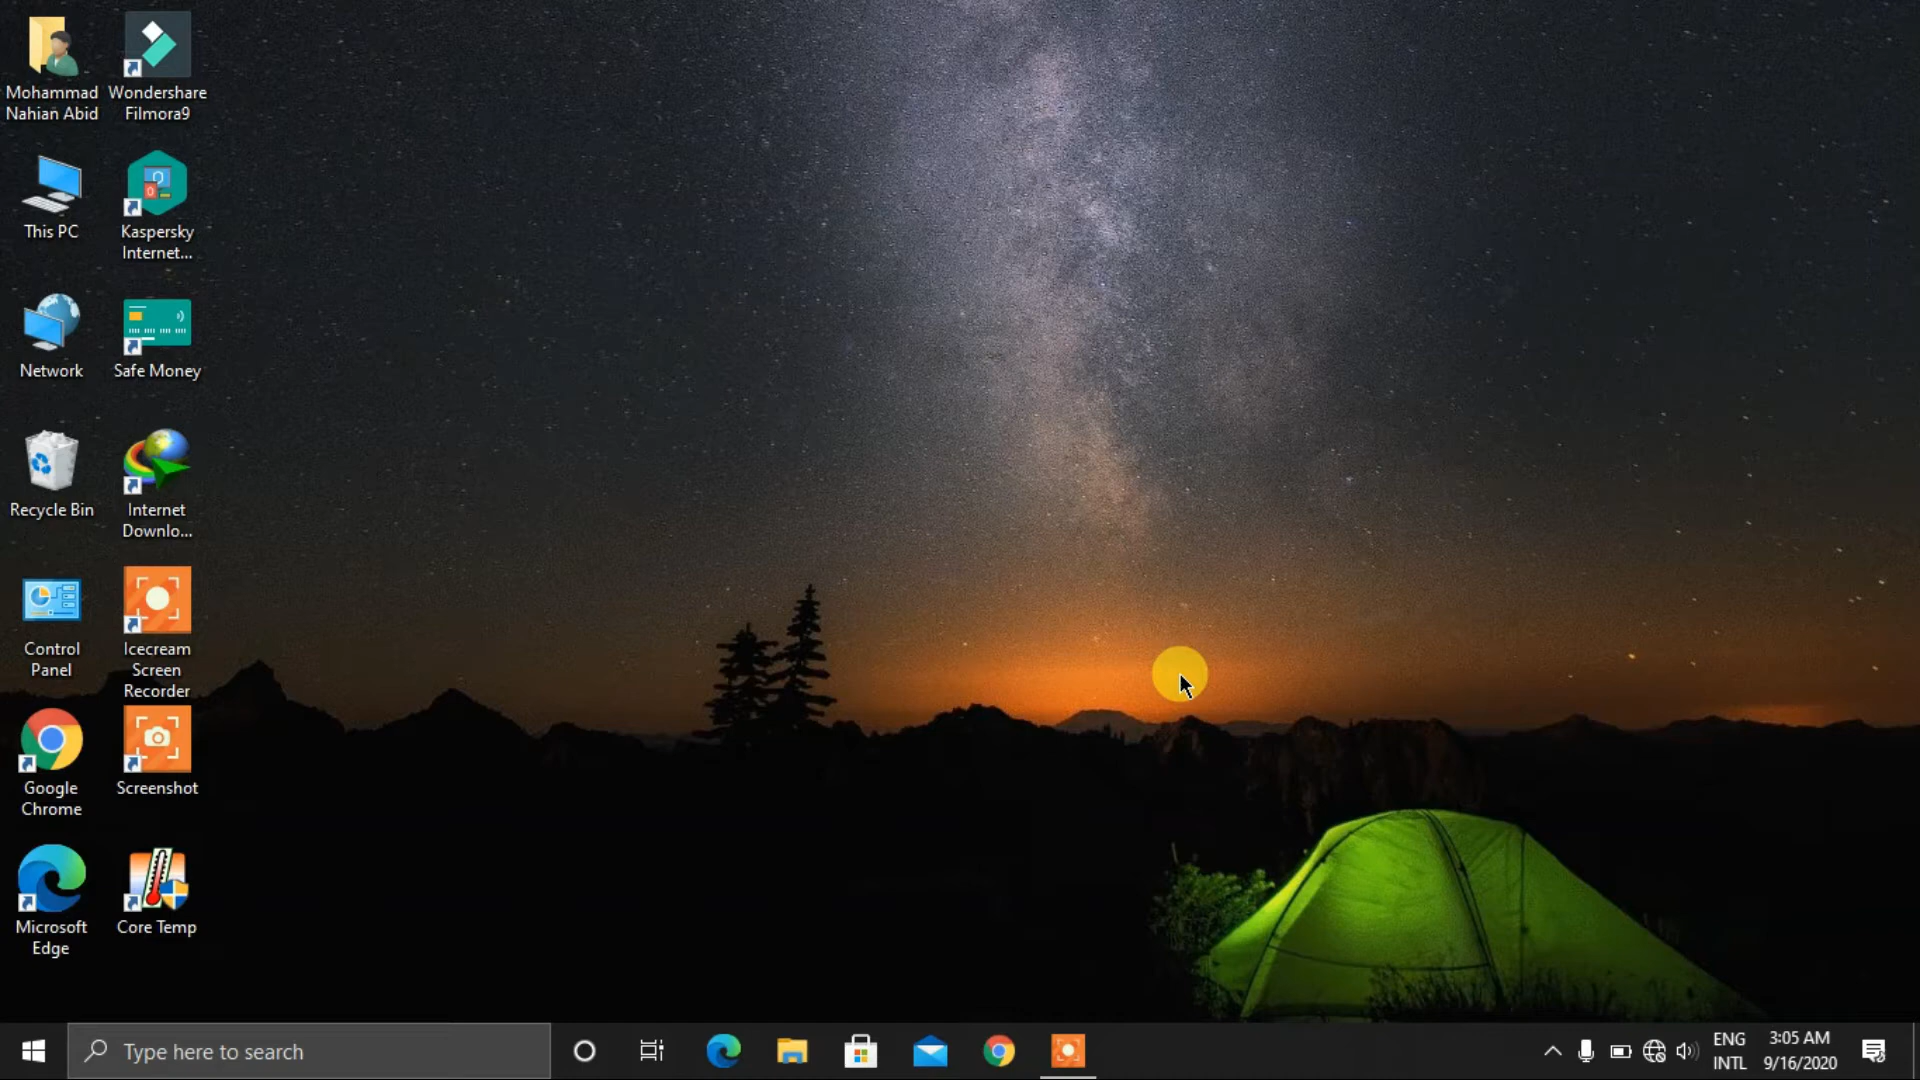 Mohammad
Nahian Abid
Wondershare
Filmora9
This PC
Kaspersky
Internet...
Network
Safe Money
Recycle Bin
Internet
Downlo...
Control
Panel
Icecream
Screen
Recorder
Google
Chrome
Screenshot
Microsoft
Edge
Core Temp
Type here to search
ENG
INTL
3:05 AM
9/16/2020